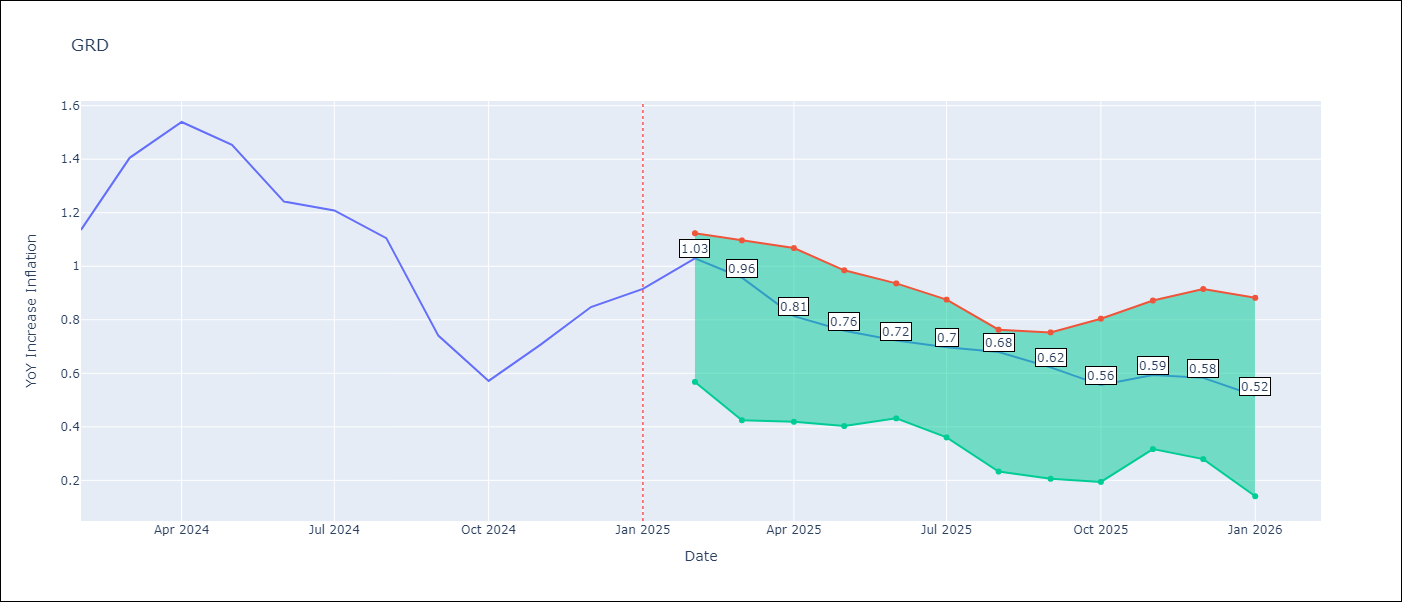 GRD
YoY Increase Inflation
1.6
1.4
1.2
1
0.8
0.6
0.4
0.2
1.03
0.96
0.81
0.76
0.72
0.7
0.68
0.62
0.56
0.59
0.58
0.52
Apr 2024
Jul 2024
Oct 2024
Jan 2025
Apr 2025
Jul 2025
Oct 2025
Jan 2026
Date